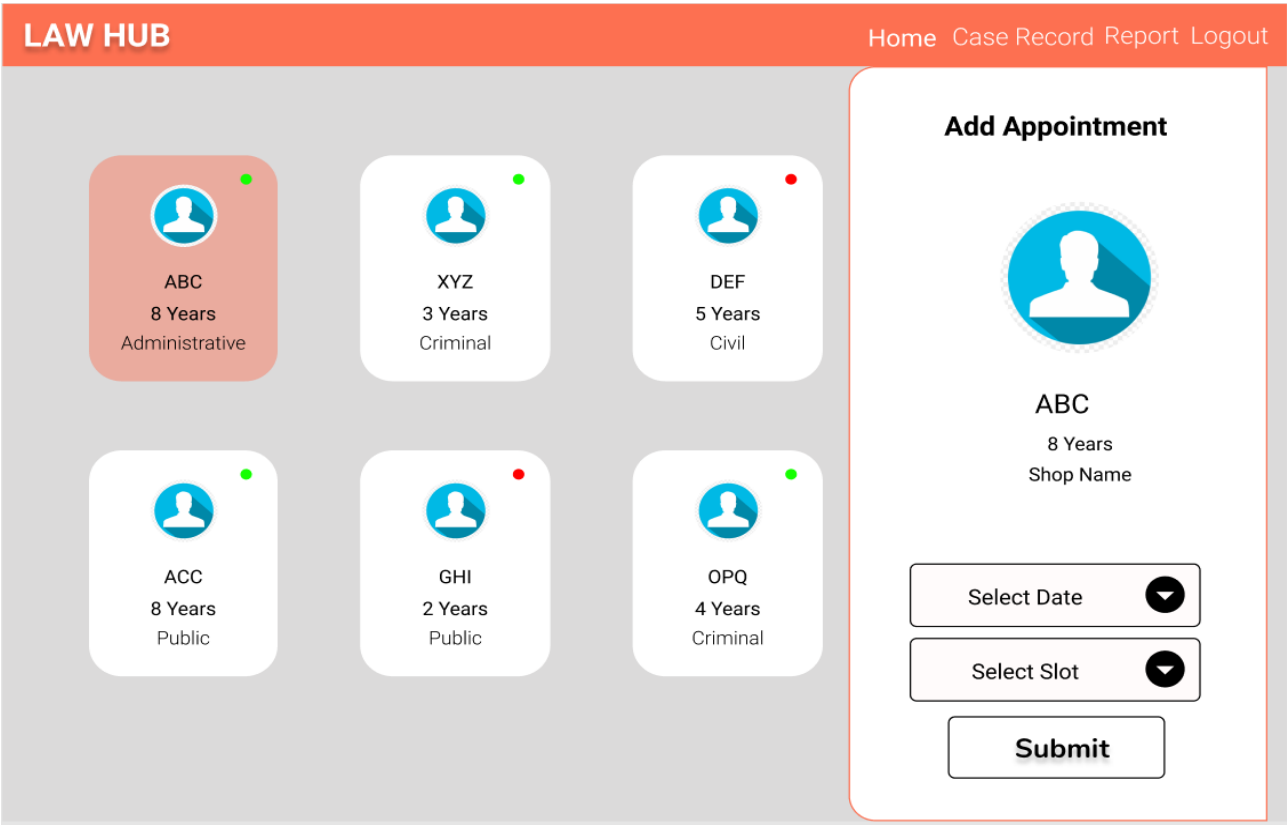 LAW HUB
Home Case Record Report Logout
ABC
8 Years
Administrative
XYZ
3 Years
Criminal
DEF
5 Years
Civil
ACC
8 Years
Public
GHI
2 Years
Public
OPQ
4 Years
Criminal
Add Appointment
ABC
8 Years
Shop Name
Select Date
Select Slot
Submit